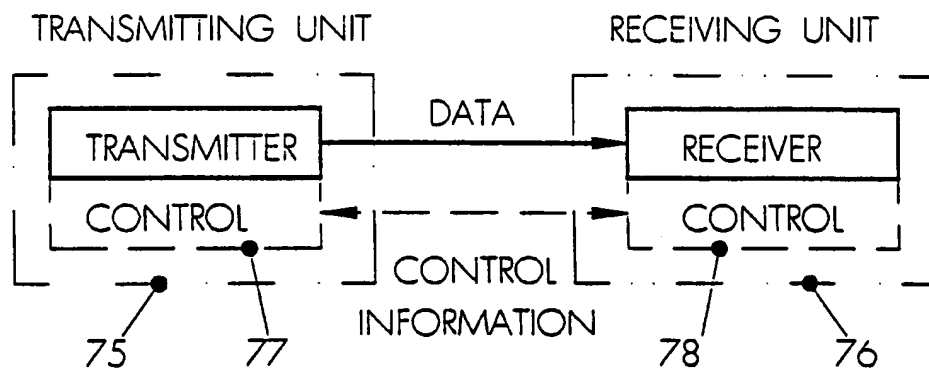 TRANSMITTING UNIT
RECEIVING UNIT
DATA
TRANSMITTER
RECEIVER
CONTROL
CONTROL
CONTROL
INFORMATION
75
77
78
76